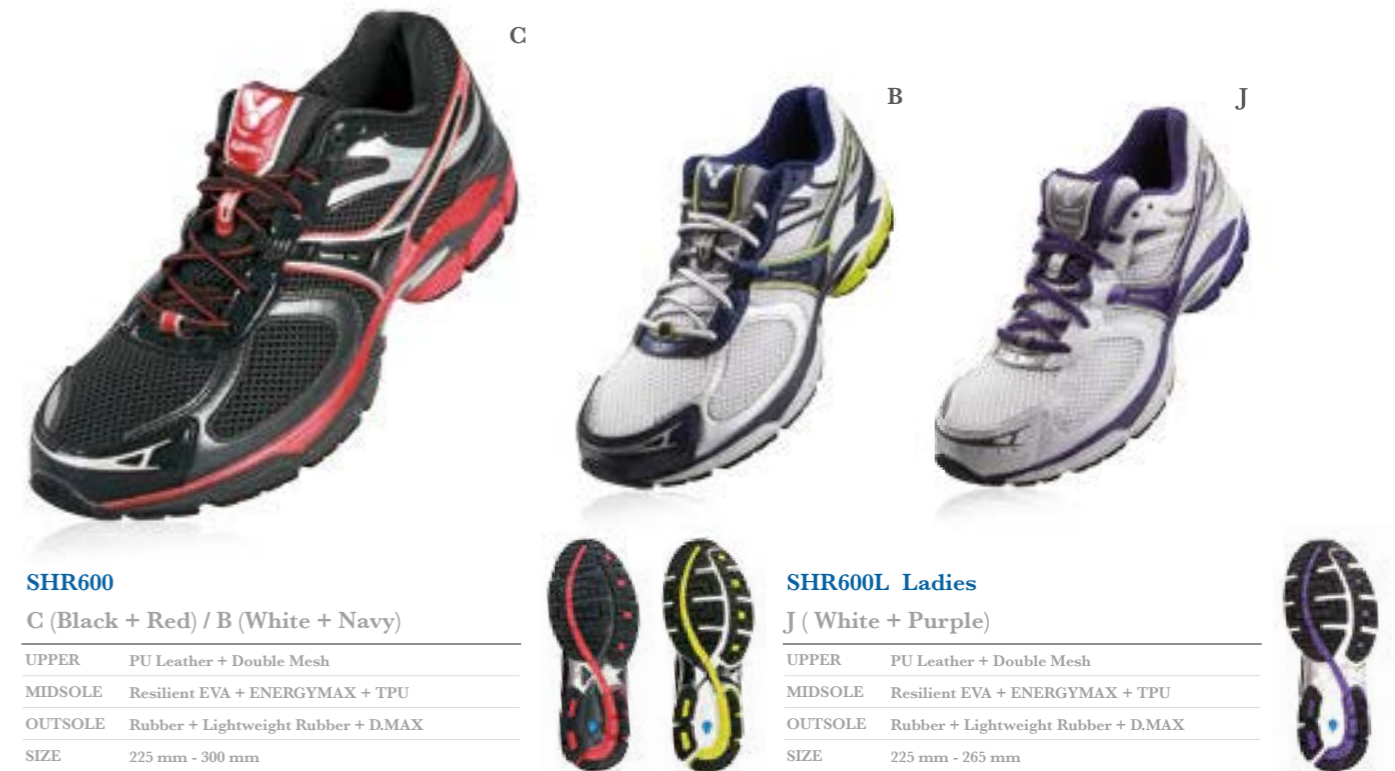 C
B
J
SHR600
C (Black + Red) / B (White + Navy)
UPPER PU Leather + Double Mesh
MIDSOLE Resilient EVA + ENERGYMAX + TPU
OUTSOLE Rubber + Lightweight Rubber + D.MAX
SIZE 225 mm - 300 mm
SHR600L Ladies
J ( White + Purple)
UPPER PU Leather + Double Mesh
MIDSOLE Resilient EVA + ENERGYMAX + TPU
OUTSOLE Rubber + Lightweight Rubber + D.MAX
SIZE 225 mm - 265 mm